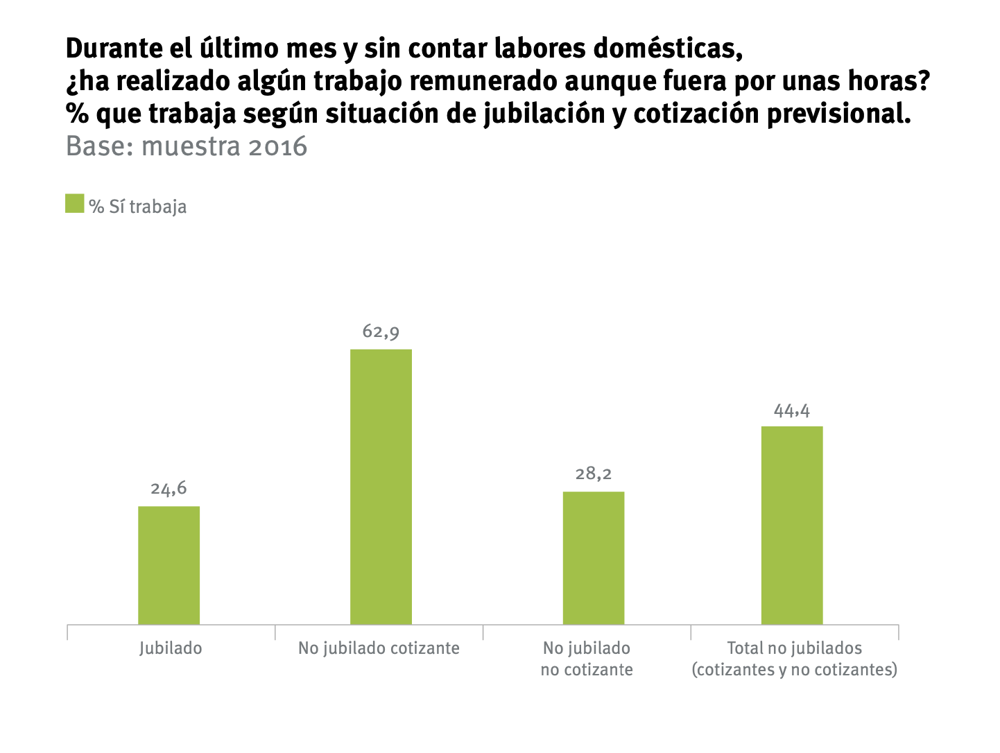 Durante el último mes y sin contar labores domésticas,
¿ha realizado algún trabajo remunerado aunque fuera por unas horas?
% que trabaja según situación de jubilación y cotización previsional.
Base: muestra 2016
% Sí trabaja
24,6
62,9
28,2
44,4
Jubilado
No jubilado cotizante
No jubilado
no cotizante
Total no jubilados
(cotizantes y no cotizantes)